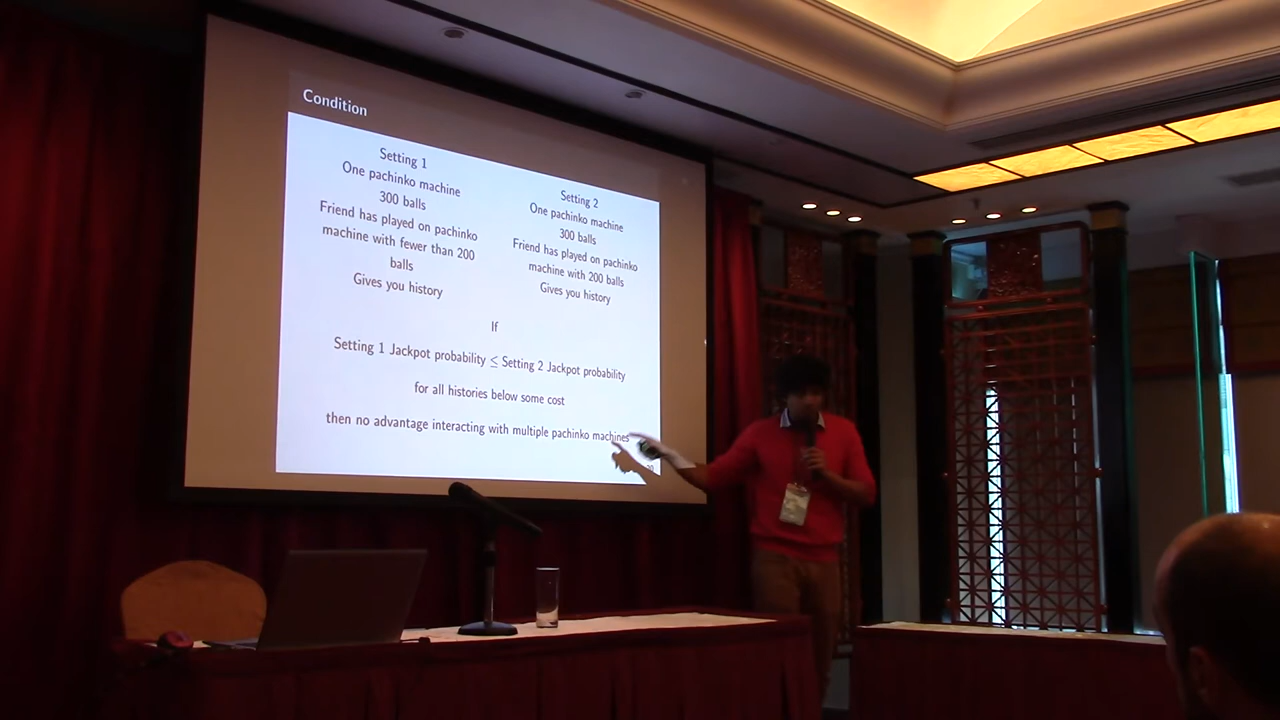 Condition
Setting 1
One pachinko machine
300 balls
Friend has played on pachinko
machine with fewer than 200
balls
Gives you history
Setting 2
One pachinko machine
300 balls
Friend has played on pachinko
machine with 200 balls
Gives you history
If
Setting 1 Jackpot probability ≤ Setting 2 Jackpot probability
for all histories below some cost
then no advantage interacting with multiple pachinko machines